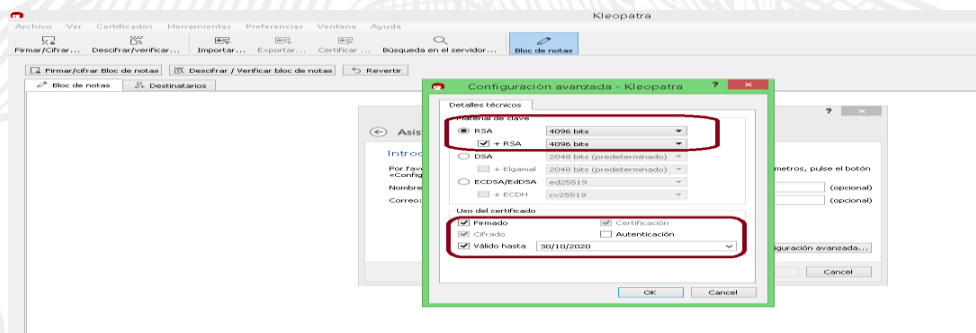 Kleopatra
Archivo Ver Certificados Herramientas Preferencias Ventana Ayuda
Firmar/Cifrar... Descifrar/verificar... Importar... Exportar... Certificar ... Búsqueda en el servidor... Bloc de notas
Firmar/cifrar Bloc de notas Descifrar / Verificar bloc de notas Revertir
Bloc de notas Destinatarios
Configuración avanzada - Kleopatra ? ×
Detalles técnicos
Material de clave
RSA 4096 bits
+ RSA 4096 bits
DSA 2048 bits (predeterminado)
+ Elgamal 2048 bits (predeterminado)
ECDSA/EdDSA ed25519
+ ECDH cv25519
Uso del certificado
Firmado Certificación
Cifrado Autenticación
Válido hasta 30/10/2020
OK Cancel
? ×
Asis
Introd
Por fav metros, pulse el botón
«Config
Nombre (opcional)
Correo: (opcional)
iguración avanzada...
Cancel